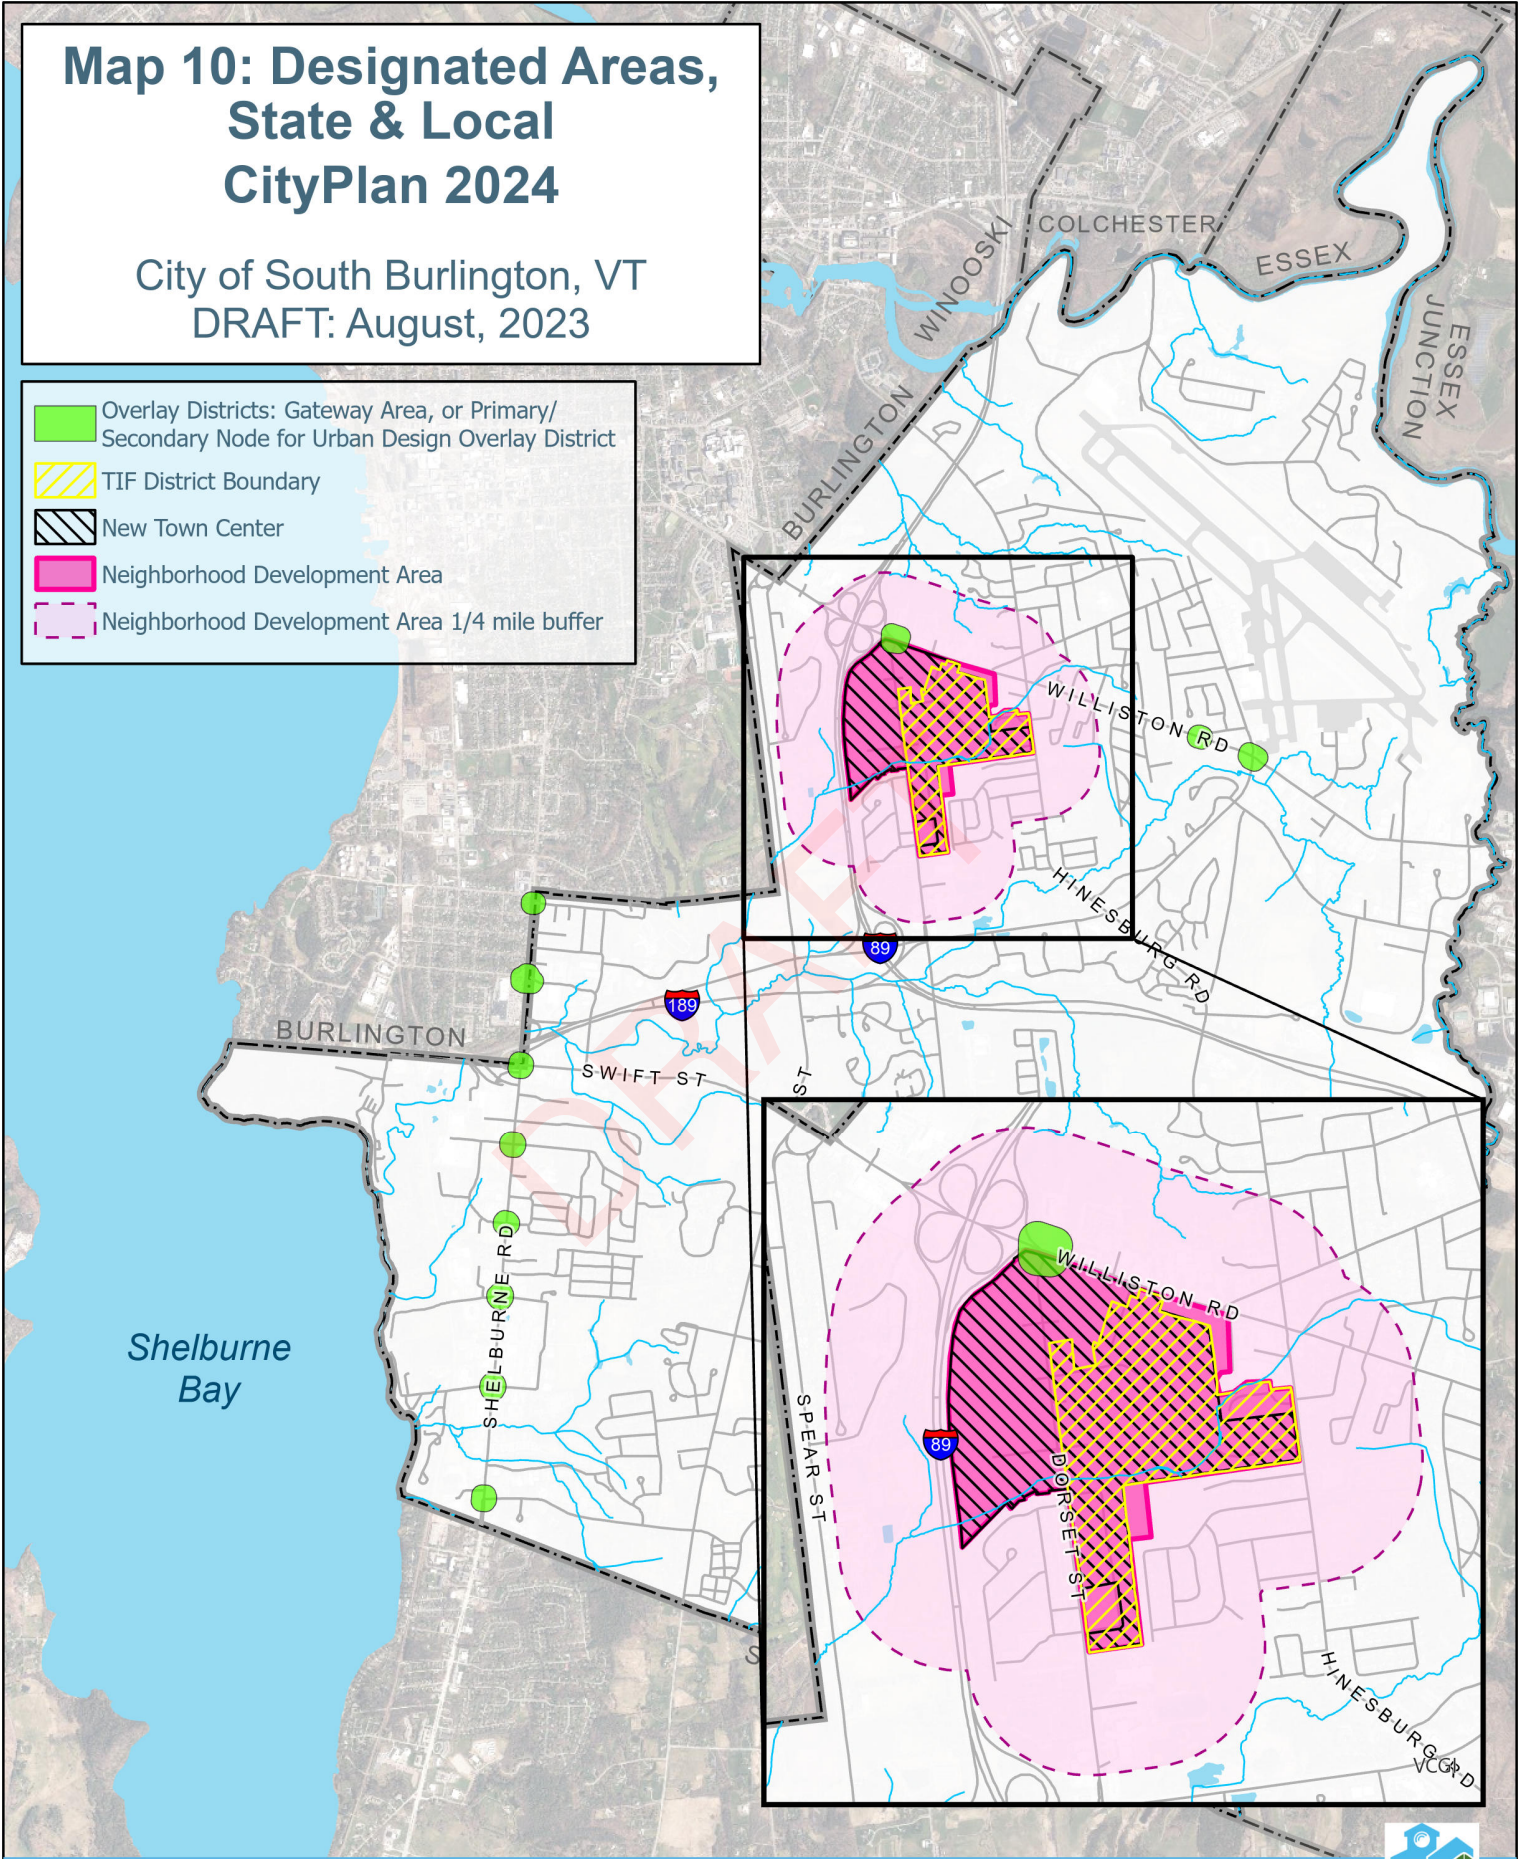 Map 10: Designated Areas,
State & Local
CityPlan 2024
City of South Burlington, VT
DRAFT: August, 2023
Overlay Districts: Gateway Area, or Primary/
Secondary Node for Urban Design Overlay District
TIF District Boundary
New Town Center
Neighborhood Development Area
Neighborhood Development Area 1/4 mile buffer
COLCHESTER
ESSEX
WINOOSKI
ESSEX
JUNCTION
BURLINGTON
WILLISTON RD
HINESBURG RD
89
189
BURLINGTON
SWIFT ST
ST
DRAFT
SHELBURNE RD
Shelburne
Bay
WILLISTON RD
SPEAR ST
89
DORSET ST
HINESBURG RD
VCGI
S